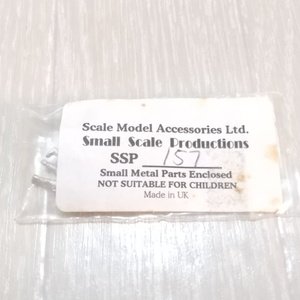 Scale Model Accessories Ltd.
Small Scale Productions
SSP 157
Small Metal Parts Enclosed
NOT SUITABLE FOR CHILDREN
Made in UK